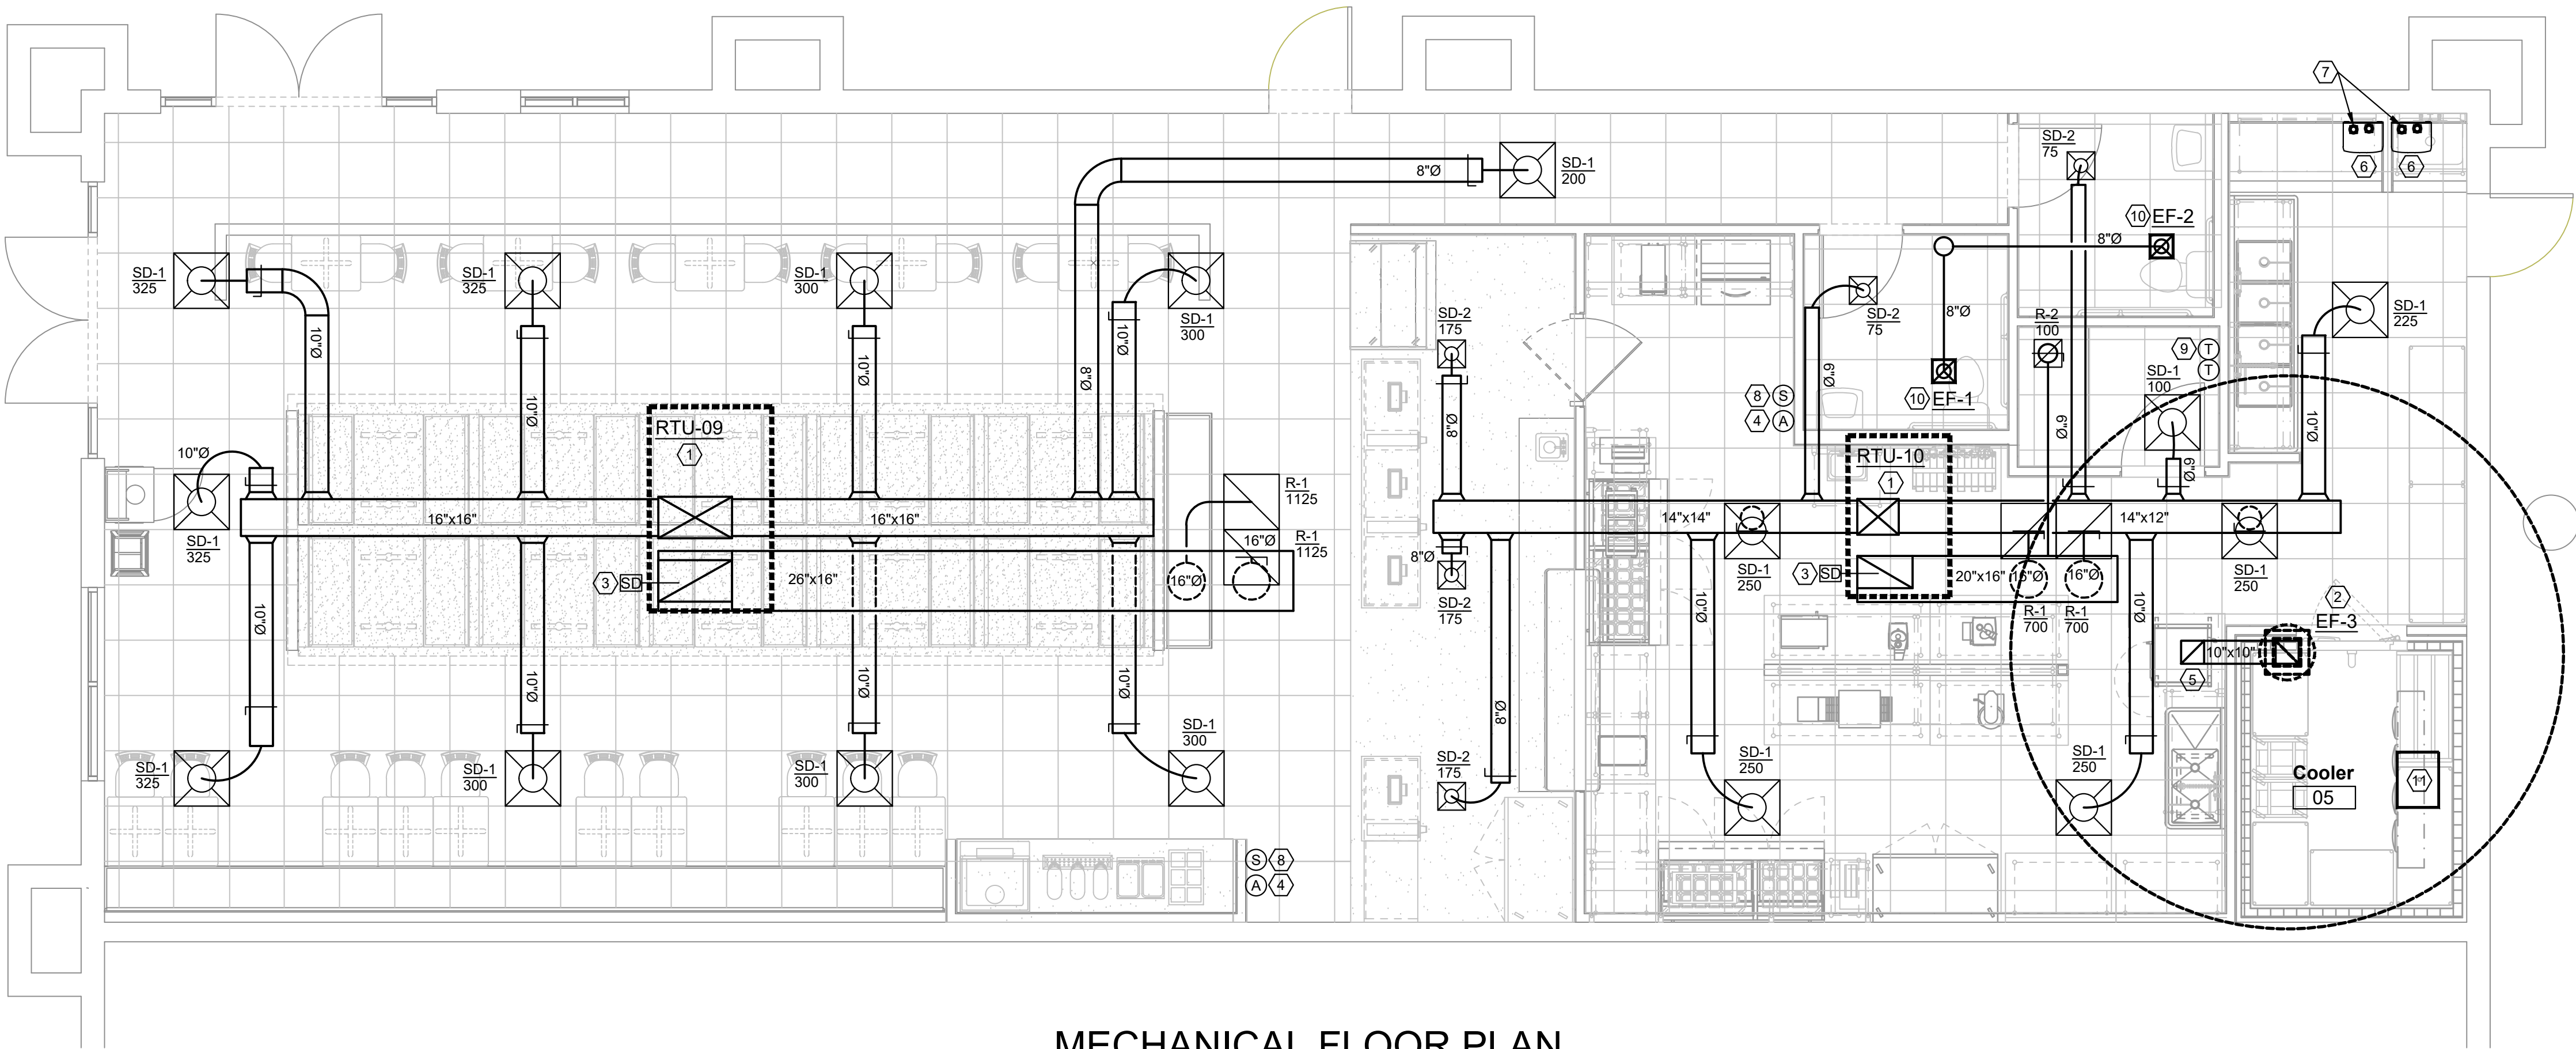 7
6
6
SD-2
75
SD-1
200
8"Ø
10
EF-2
8"Ø
SD-1
325
SD-1
325
SD-1
300
SD-1
300
SD-2
75
8"Ø
R-2
100
9
T
T
SD-1
225
SD-2
175
10"Ø
10"Ø
10"Ø
10"Ø
8"Ø
6"Ø
SD-1
100
8
S
4
A
10
EF-1
10"Ø
10"Ø
8"Ø
6"Ø
6"Ø
RTU-09
1
RTU-10
1
SD-1
325
R-1
1125
16"x16"
16"x16"
14"x14"
14"x12"
R-1
1125
16"Ø
8"Ø
3
SD
26"x16"
16"Ø
SD-2
175
SD-1
250
3
SD
20"x16"
16"Ø
16"Ø
SD-1
250
R-1
700
R-1
700
10"Ø
10"Ø
10"Ø
2
EF-3
10"x10"
5
10"Ø
10"Ø
10"Ø
8"Ø
SD-1
325
SD-1
300
SD-1
300
SD-1
300
SD-2
175
SD-1
250
SD-1
250
Cooler
05
11
S
8
A
4
MECHANICAL FLOOR PLAN